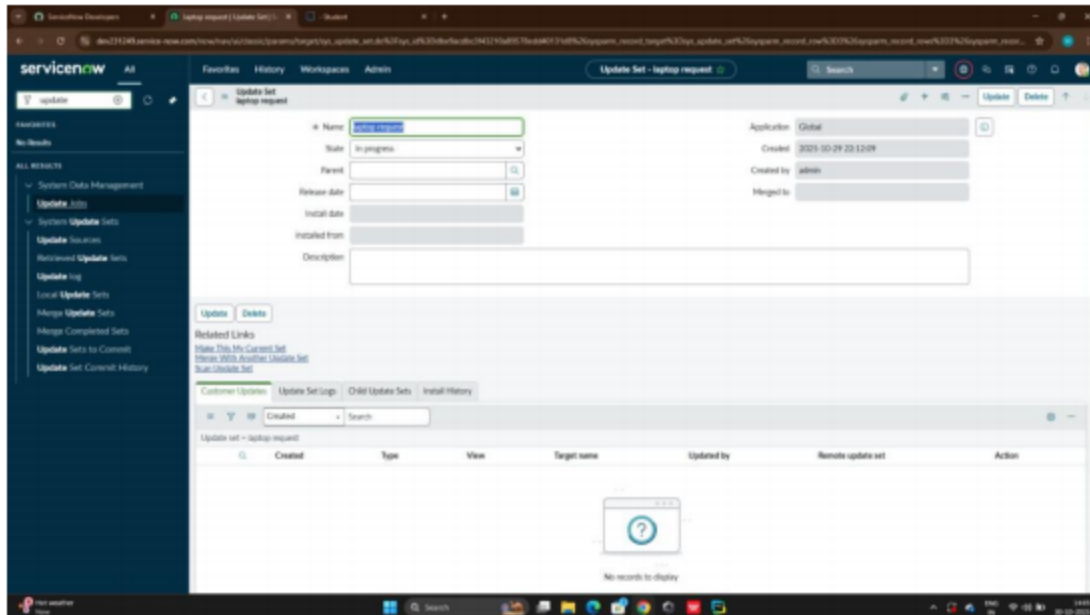 ServiceNow Developers
laptop request | Update Set | S
Student
servicenow All Favorites History Workspaces Admin
Update Set - laptop request
Search
update
FAVORITES
No Results
ALL RESULTS
System Data Management
Update Jobs
System Update Sets
Update Sources
Retrieved Update Sets
Update log
Local Update Sets
Merge Update Sets
Merge Completed Sets
Update Sets to Commit
Update Set Commit History
Update Set
laptop request
Update Delete
Name laptop request
State In progress
Parent
Release date
Install date
Installed from
Description
Application Global
Created 2025-10-29 22:12:09
Created by admin
Merged to
Update Delete
Related Links
Make This My Current Set
Merge With Another Update Set
Scan Update Set
Customer Updates Update Set Logs Child Update Sets Install History
Created Search
Update set = laptop request
Created Type View Target name Updated by Remote update set Action
No records to display
Hot weather
Now
Search
ENG
IN